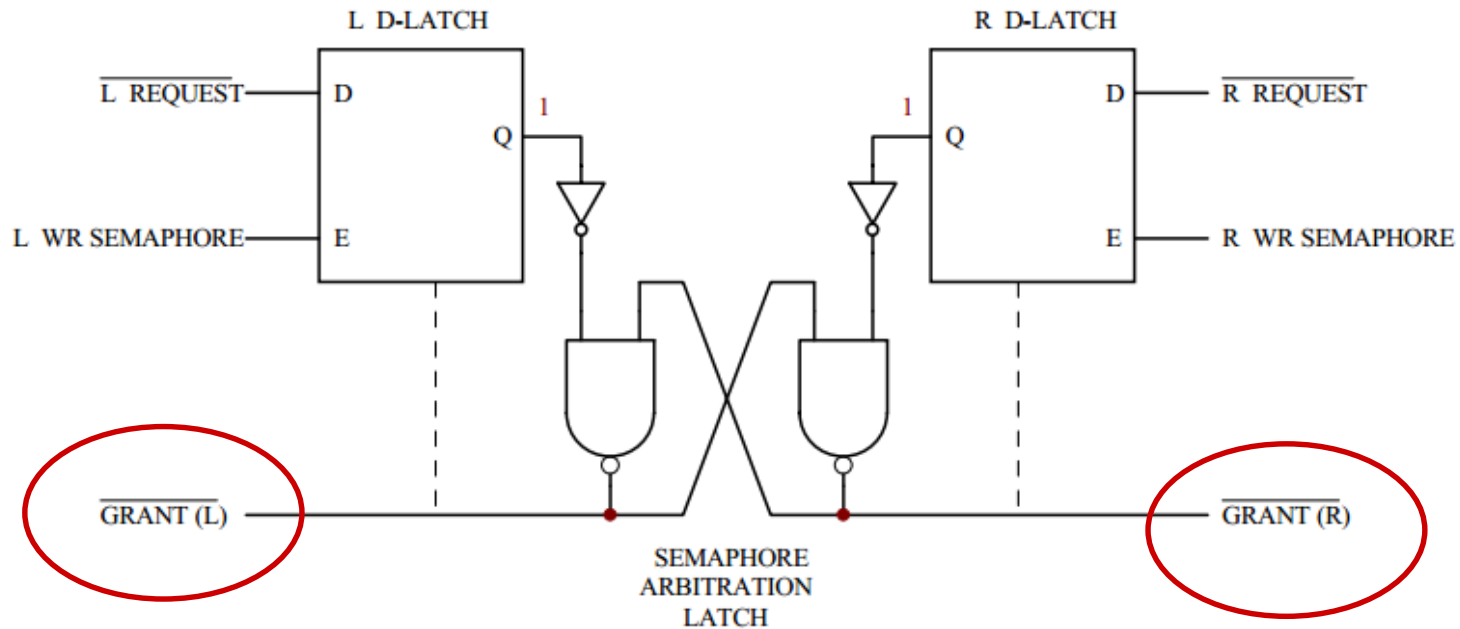 L D-LATCH
R D-LATCH
L REQUEST
D
1
Q
L WR SEMAPHORE
E
1
Q
D
R REQUEST
E
R WR SEMAPHORE
GRANT (L)
GRANT (R)
SEMAPHORE
ARBITRATION
LATCH